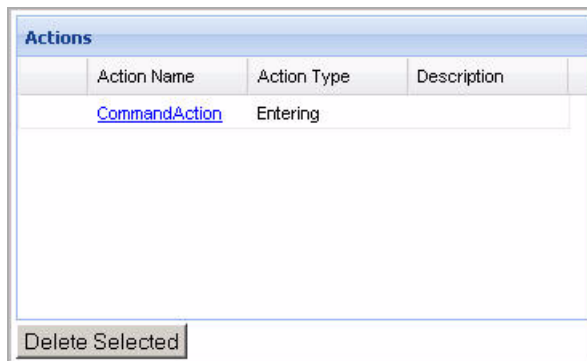 Actions
Action Name Action Type Description
CommandAction Entering
Delete Selected